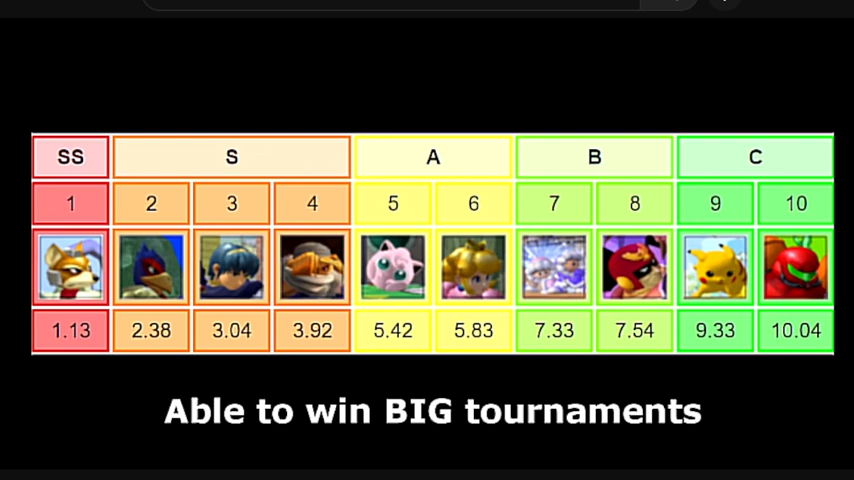 SS S A B C
1 2 3 4 5 6 7 8 9 10
1.13 2.38 3.04 3.92 5.42 5.83 7.33 7.54 9.33 10.04
Able to win BIG tournaments